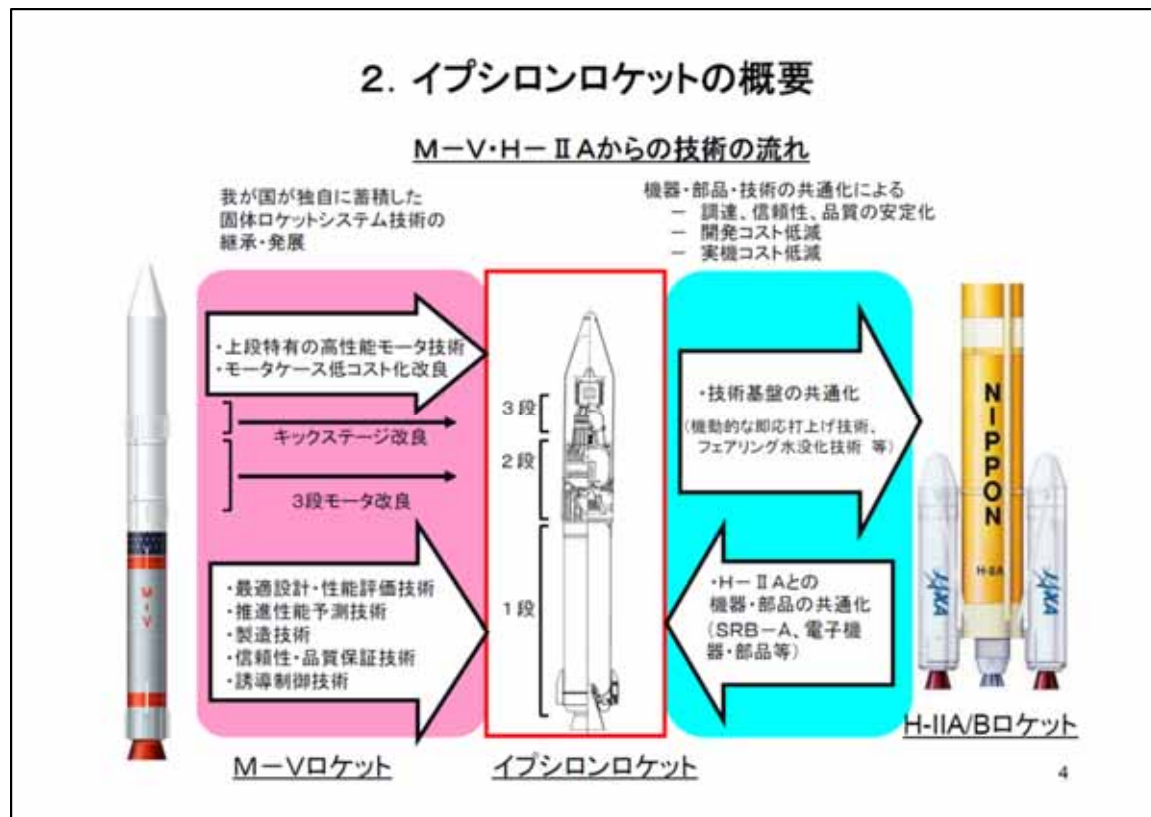 2．イプシロンロケットの概要
M－V・H－ⅡAからの技術の流れ
我が国が独自に蓄積した
固体ロケットシステム技術の
継承・発展
機器・部品・技術の共通化による
－ 調達、信頼性、品質の安定化
－ 開発コスト低減
－ 実機コスト低減
・上段特有の高性能モータ技術
・モータケース低コスト化改良
キックステージ改良
3段モータ改良
・最適設計・性能評価技術
・推進性能予測技術
・製造技術
・信頼性・品質保証技術
・誘導制御技術
M－V
3段
2段
1段
・技術基盤の共通化
(機動的な即応打上げ技術、
フェアリング水没化技術 等)
・H－ⅡAとの
機器・部品の共通化
(SRB－A、電子機
器・部品等)
NIPPON
H-IIA
JAXA
JAXA
M－Vロケット
イプシロンロケット
H-IIA/Bロケット
4